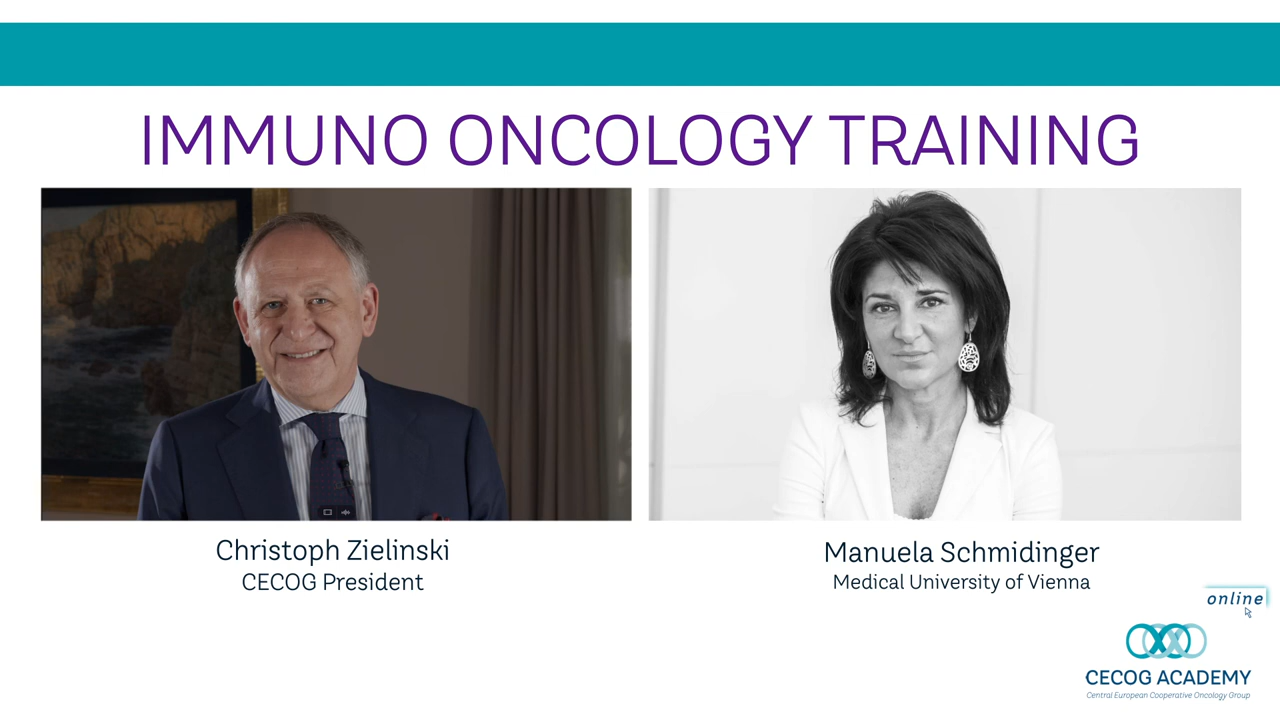 IMMUNO ONCOLOGY TRAINING
Christoph Zielinski
CECOG President
Manuela Schmidinger
Medical University of Vienna
online
CECOG ACADEMY
Central European Cooperative Oncology Group